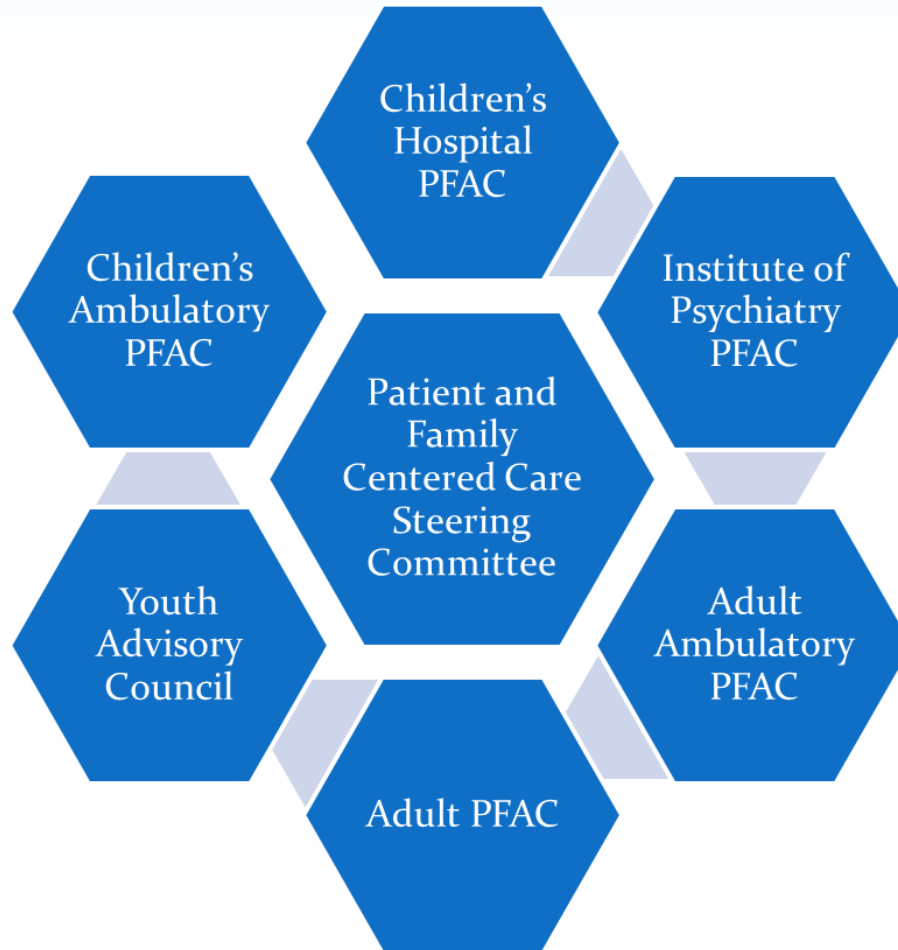 Children’s
Hospital
PFAC
Children’s
Ambulatory
PFAC
Institute of
Psychiatry
PFAC
Patient and
Family
Centered Care
Steering
Committee
Youth
Advisory
Council
Adult
Ambulatory
PFAC
Adult PFAC